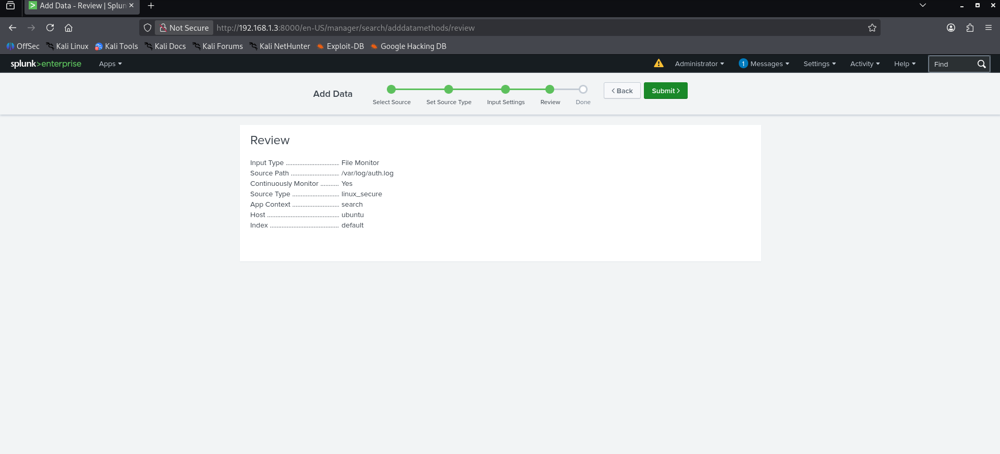 Add Data - Review | Splun
Not Secure http://192.168.1.3:8000/en-US/manager/search/adddatamethods/review
OffSec Kali Linux Kali Tools Kali Docs Kali Forums Kali NetHunter Exploit-DB Google Hacking DB
splunk>enterprise Apps Administrator 1 Messages Settings Activity Help Find
Add Data Select Source Set Source Type Input Settings Review Done < Back Submit >
Review
Input Type ................................ File Monitor
Source Path ............................. /var/log/auth.log
Continuously Monitor ........... Yes
Source Type ............................ linux_secure
App Context ............................ search
Host ........................................... ubuntu
Index ......................................... default